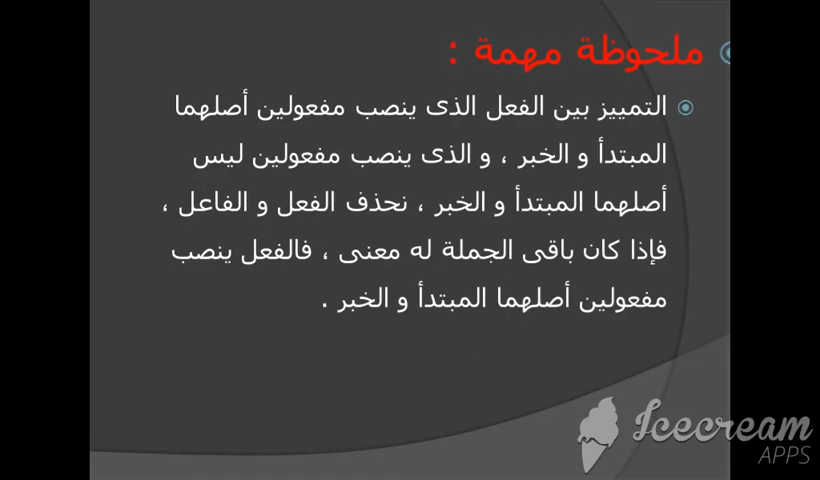 ملحوظة مهمة :
التمييز بين الفعل الذى ينصب مفعولين أصلهما
المبتدأ و الخبر ، و الذى ينصب مفعولين ليس
أصلهما المبتدأ و الخبر ، نحذف الفعل و الفاعل ،
فإذا كان باقى الجملة له معنى ، فالفعل ينصب
مفعولين أصلهما المبتدأ و الخبر .
Icecream
APPS